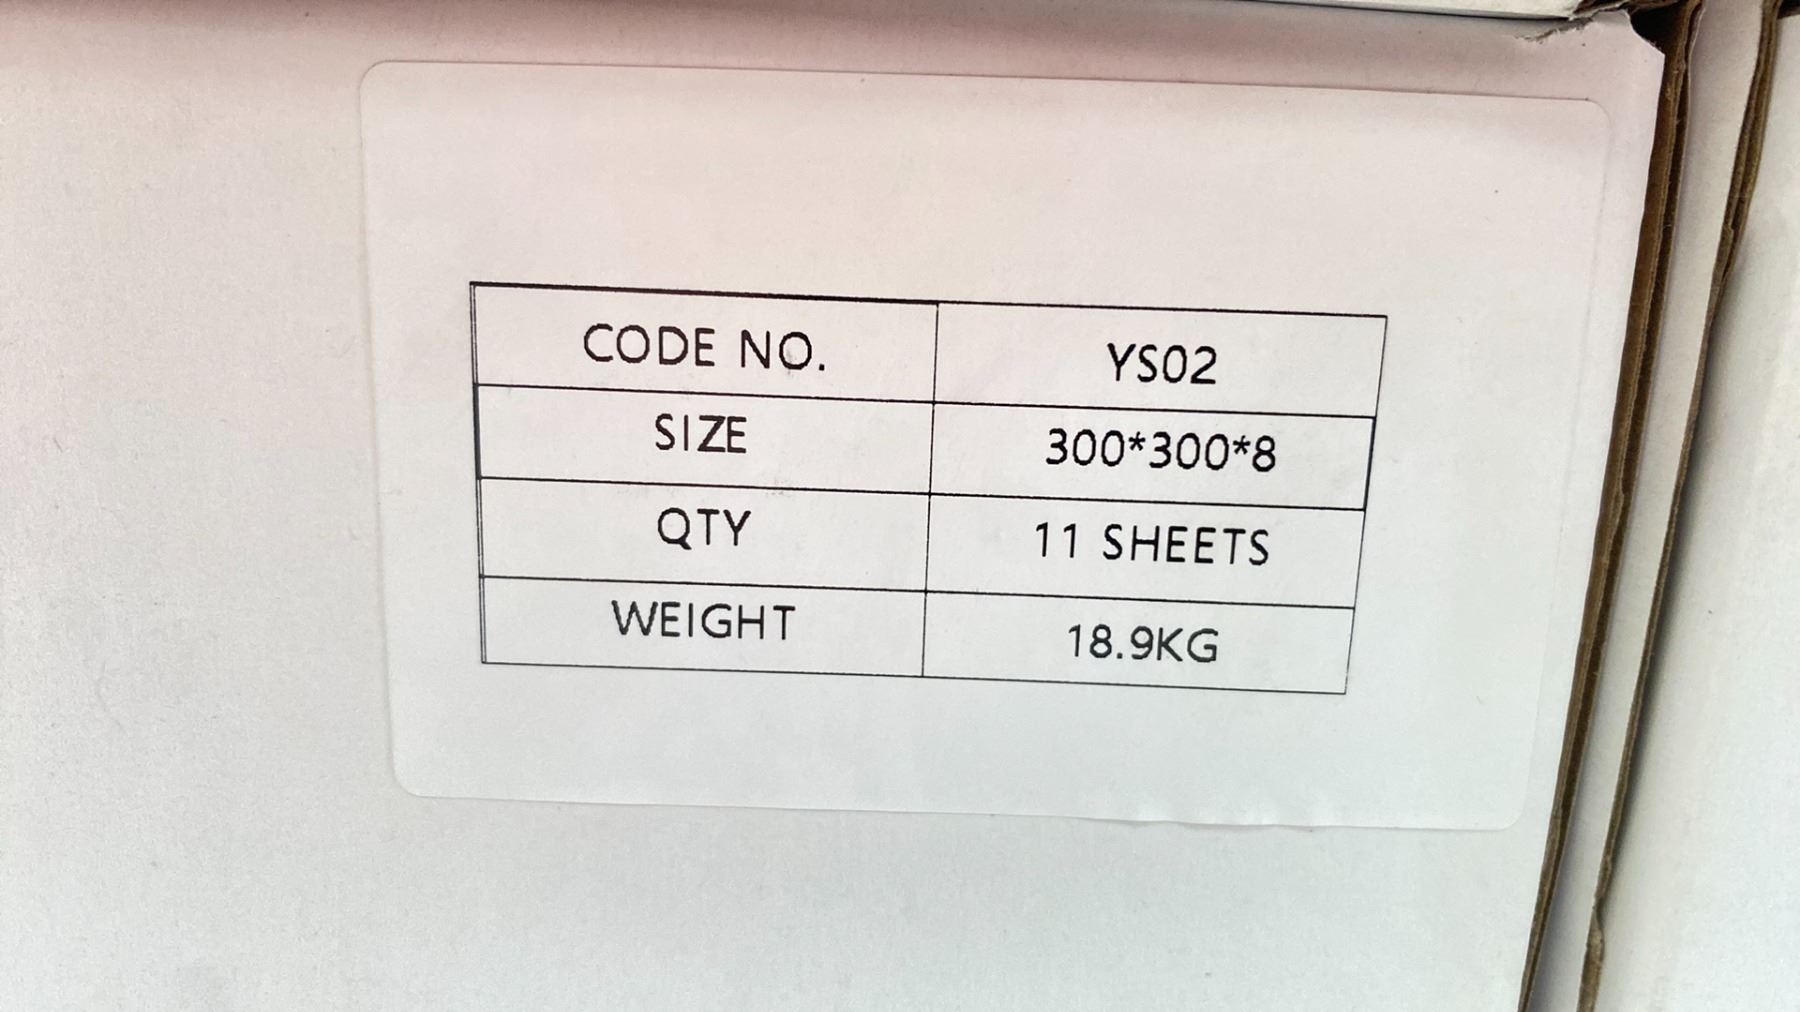 CODE NO. YS02
SIZE 300*300*8
QTY 11 SHEETS
WEIGHT 18.9KG